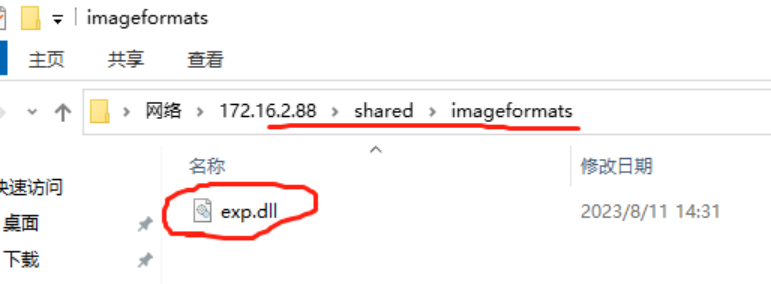 imageformats
主页 共享 查看
网络 172.16.2.88 shared imageformats
名称 修改日期
快速访问
exp.dll 2023/8/11 14:31
桌面
下载